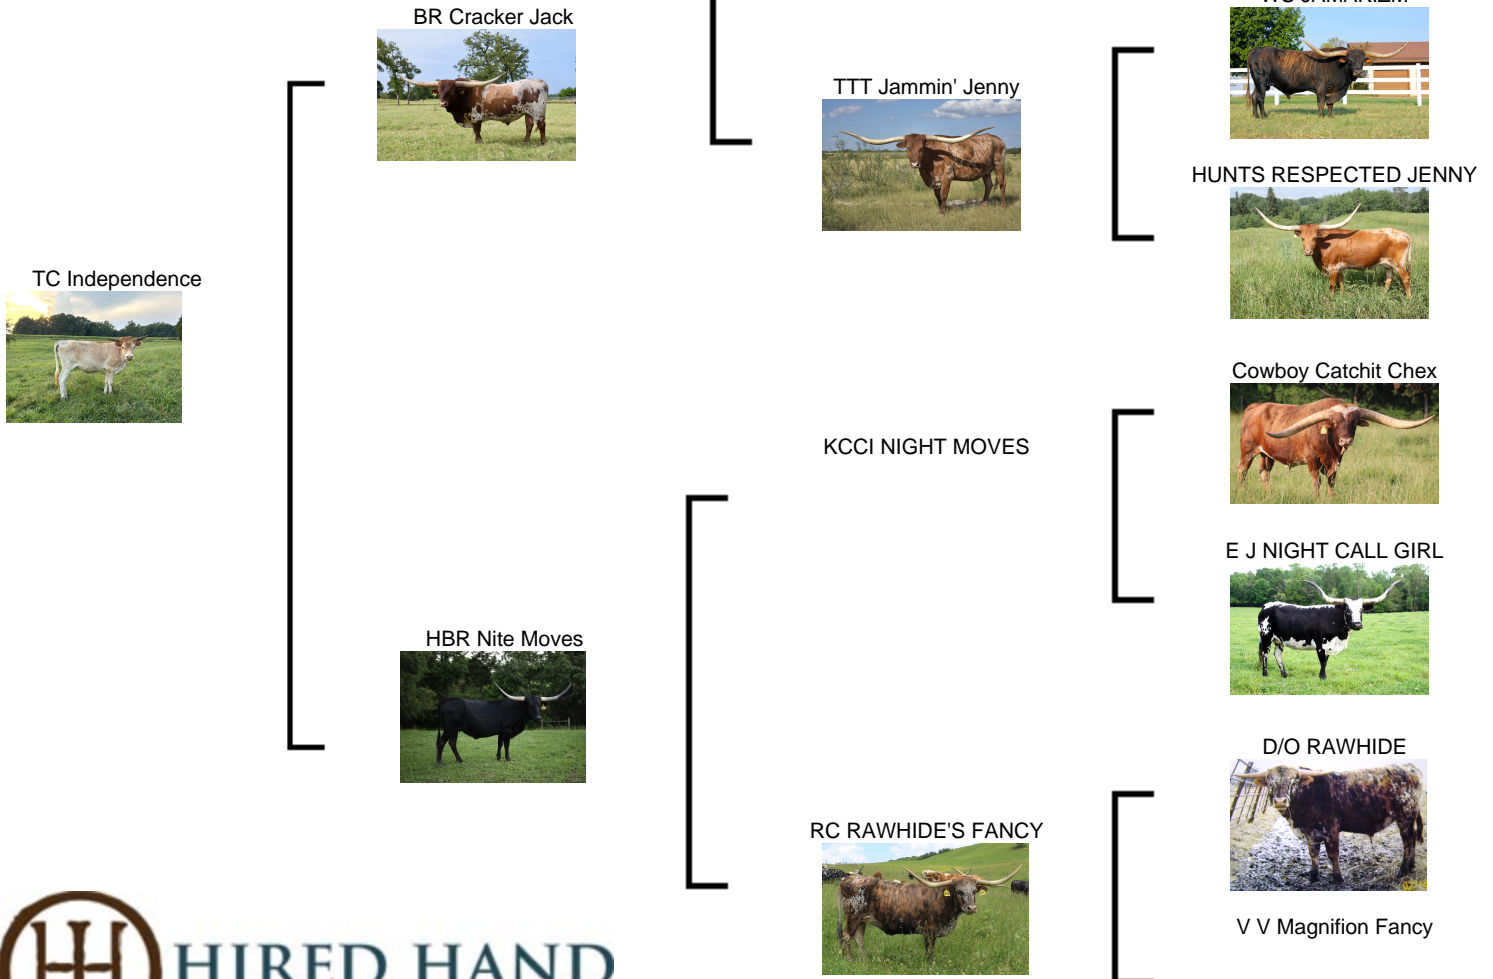 BR Cracker Jack
TTT Jammin' Jenny
HUNTS RESPECTED JENNY
TC Independence
Cowboy Catchit Chex
KCCI NIGHT MOVES
E J NIGHT CALL GIRL
HBR Nite Moves
D/O RAWHIDE
RC RAWHIDE'S FANCY
V V Magnifion Fancy
HIRED HAND